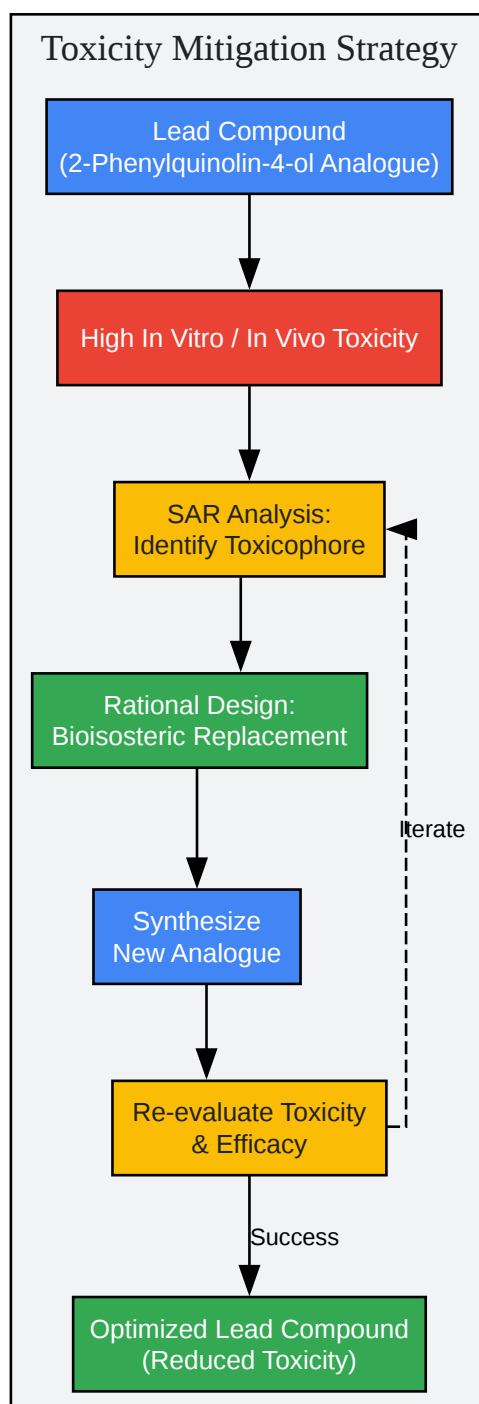 Toxicity Mitigation Strategy
Lead Compound
(2-Phenylquinolin-4-ol Analogue)
High In Vitro / In Vivo Toxicity
SAR Analysis:
Identify Toxicophore
Rational Design:
Bioisosteric Replacement
Iterate
Synthesize
New Analogue
Re-evaluate Toxicity
& Efficacy
Success
Optimized Lead Compound
(Reduced Toxicity)